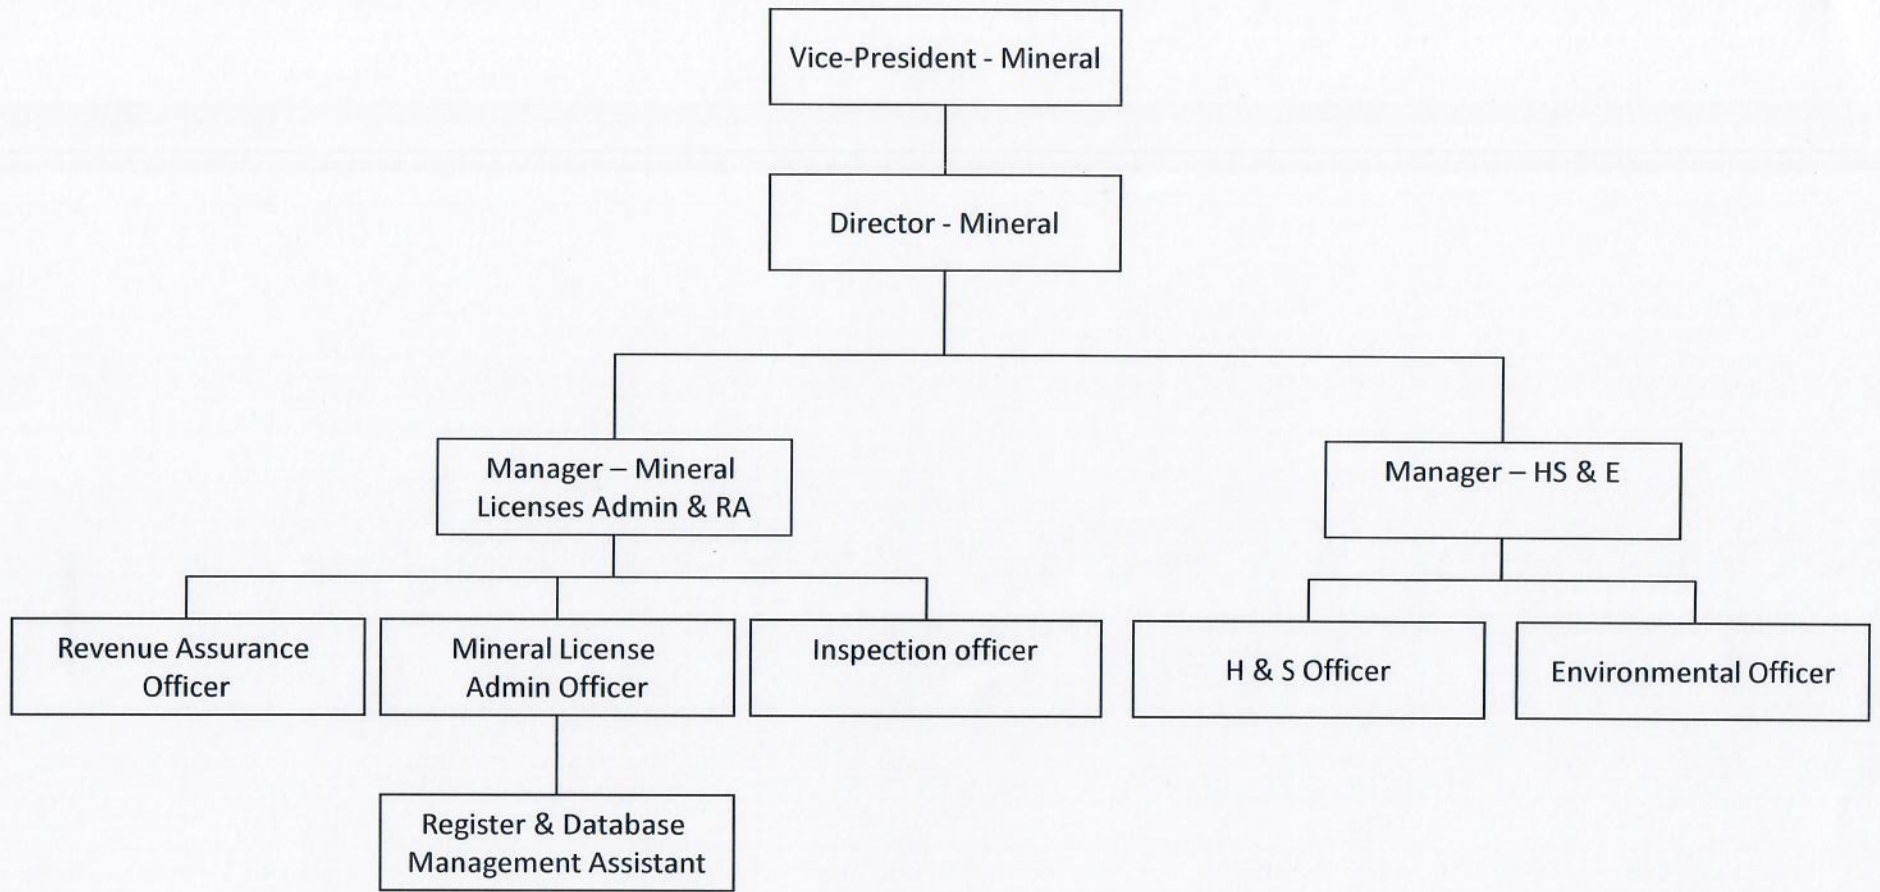 Vice-President - Mineral
Director - Mineral
Manager – Mineral
Licenses Admin & RA
Manager – HS & E
Revenue Assurance
Officer
Mineral License
Admin Officer
Inspection officer
H & S Officer
Environmental Officer
Register & Database
Management Assistant